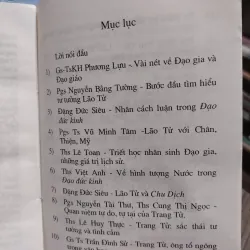 Mục lục
Lời nói đầu
1) Gs-TsKH Phương Lựu - Vài nét về Đạo gia và
Đạo giáo
2) Pgs Nguyễn Bằng Tường - Bước đầu tìm hiểu
tư tưởng Lão Tử
3) Đặng Đức Siêu - Nhân cách luận trong Đạo
đức kinh
4) Pgs Ts Vũ Minh Tâm -Lão Tử với Chân,
Thiện, Mỹ
5) Ths Lê Toan - Triết học nhân sinh Đạo gia,
những giá trị lịch sử.
6) Ths Việt Anh - Về hình tượng Nước trong
Đạo đức kinh
7) Đặng Đức Siêu - Lão Tử và Chu Dịch
8) Pgs Nguyễn Tài Thư, Ths Cung Thị Ngọc -
Quan niệm tự do, tự tại của Trang Tử.
9) Ths Lê Huy Thực - Trang Tử, sắc thái tư
tưởng và tình cảm
10) Gs Ts Trần Đình Sử - Trang Tử, ông tổ ngông